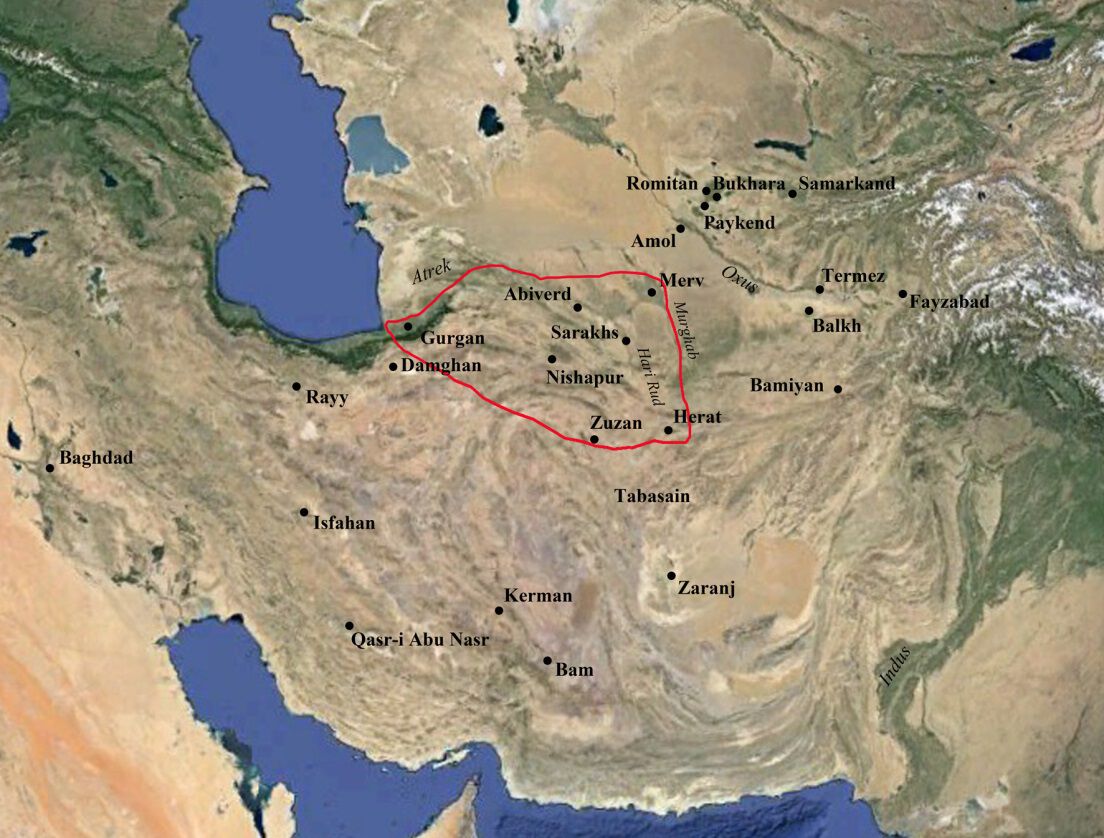 Romitan
Bukhara
Samarkand
Paykend
Amol
Atrek
Oxus
Merv
Termez
Abiverd
Fayzabad
Murghab
Balkh
Sarakhs
Gurgan
Hari Rud
Damghan
Nishapur
Bamiyan
Rayy
Zuzan
Herat
Baghdad
Tabasain
Isfahan
Zaranj
Kerman
Qasr-i Abu Nasr
Indus
Bam